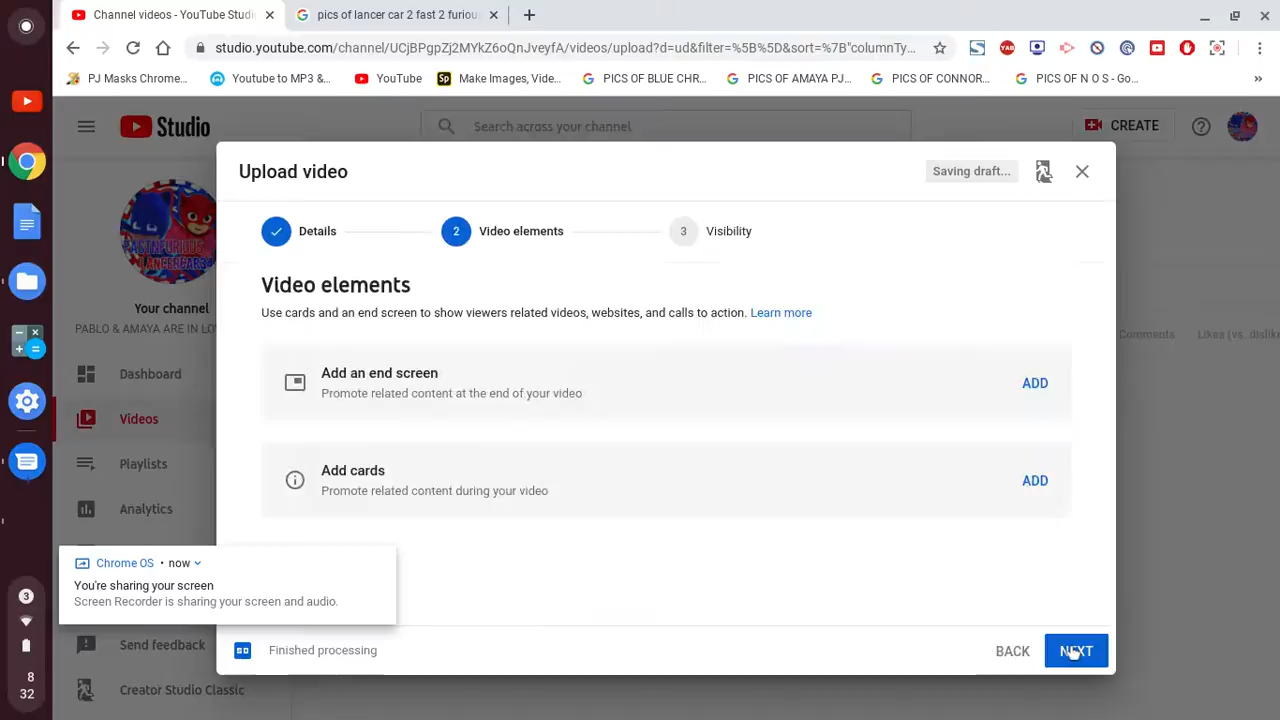 Channel videos - YouTube Studi
pics of lancer car 2 fast 2 furiou
studio.youtube.com/channel/UCjBPgpZj2MYkZ6oQnJveyfA/videos/upload?d=ud&filter=%5B%5D&sort=%7B"columnTy...
PJ Masks Chrome... Youtube to MP3 &... YouTube Make Images, Vide... PICS OF BLUE CHR... PICS OF AMAYA PJ... PICS OF CONNOR... PICS OF N O S - Go... »
Studio
Search across your channel
CREATE
Upload video
Saving draft...
Details
2 Video elements
3 Visibility
Video elements
Use cards and an end screen to show viewers related videos, websites, and calls to action. Learn more
Add an end screen
Promote related content at the end of your video
ADD
Add cards
Promote related content during your video
ADD
FASTNFURIOUS
LANCERCAR34
Your channel
PABLO & AMAYA ARE IN LO
Comments Likes (vs. dislike
Dashboard
Videos
Playlists
Analytics
Chrome OS • now
You're sharing your screen
Screen Recorder is sharing your screen and audio.
Send feedback
Creator Studio Classic
SD Finished processing
BACK NEXT
3
8
32